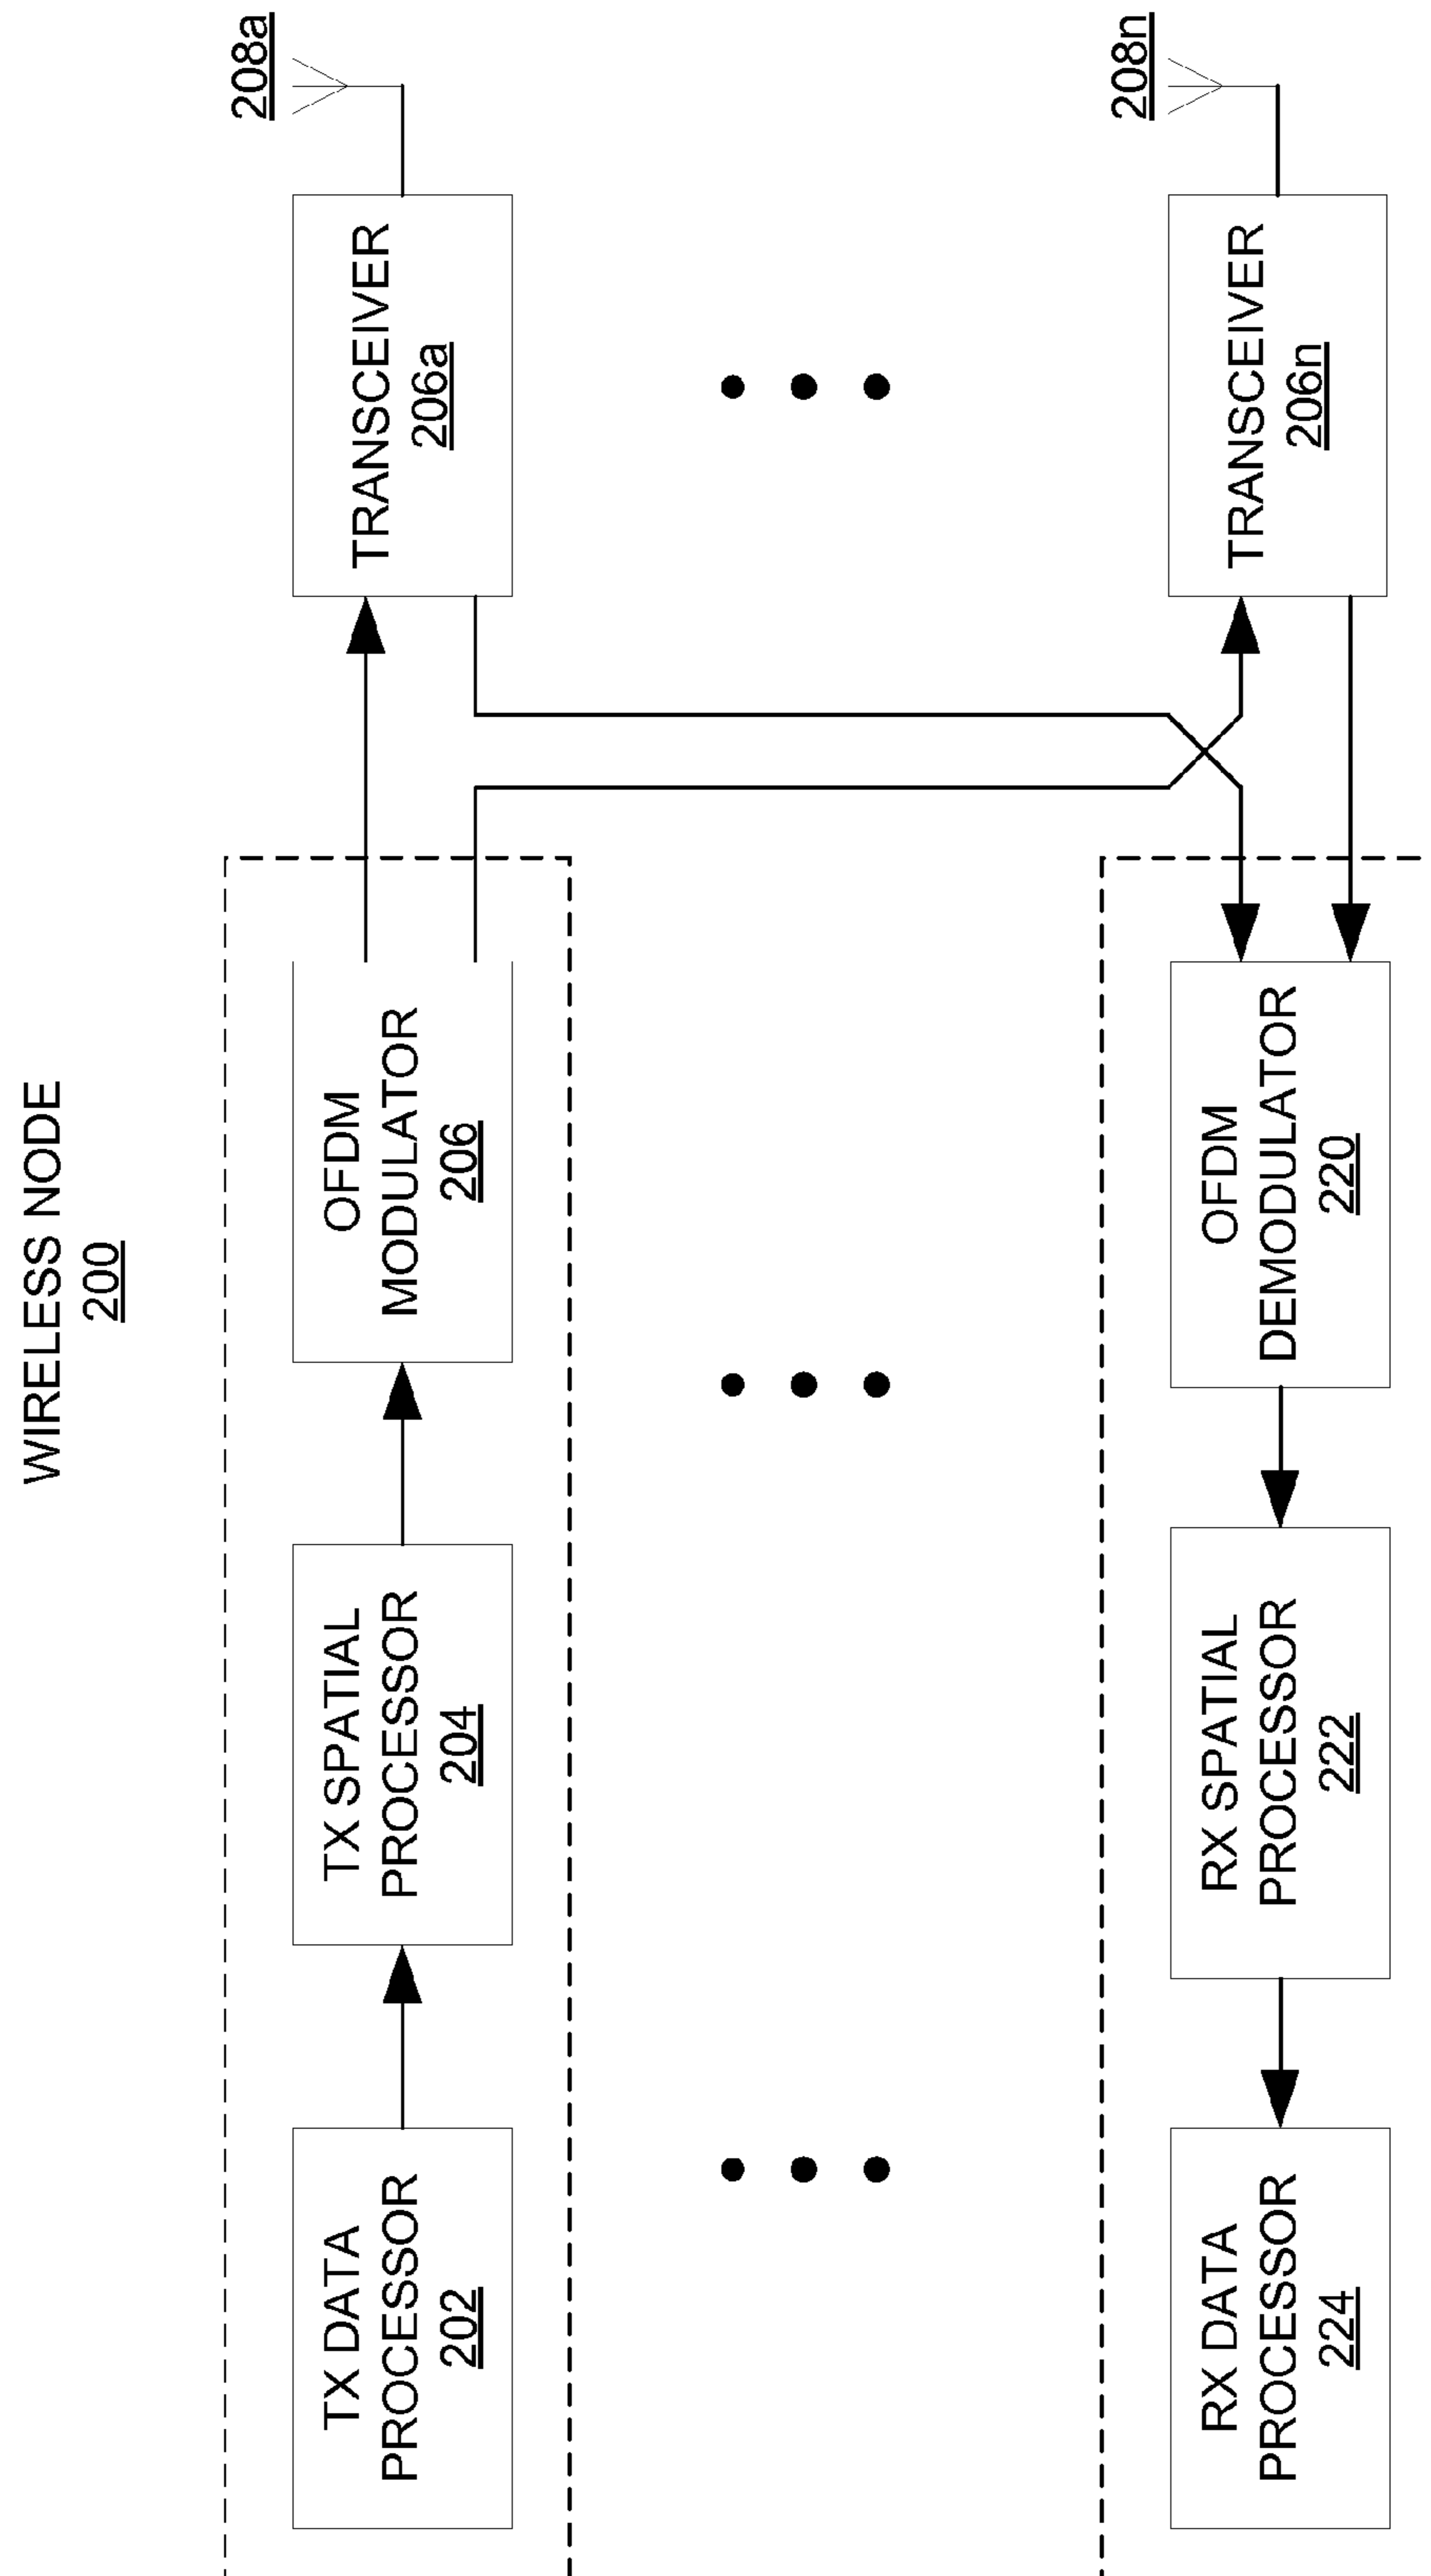 WIRELESS NODE
200
TX DATA
PROCESSOR
202
TX SPATIAL
PROCESSOR
204
OFDM
MODULATOR
206
TRANSCEIVER
206a
208a
RX DATA
PROCESSOR
224
RX SPATIAL
PROCESSOR
222
OFDM
DEMODULATOR
220
TRANSCEIVER
206n
208n